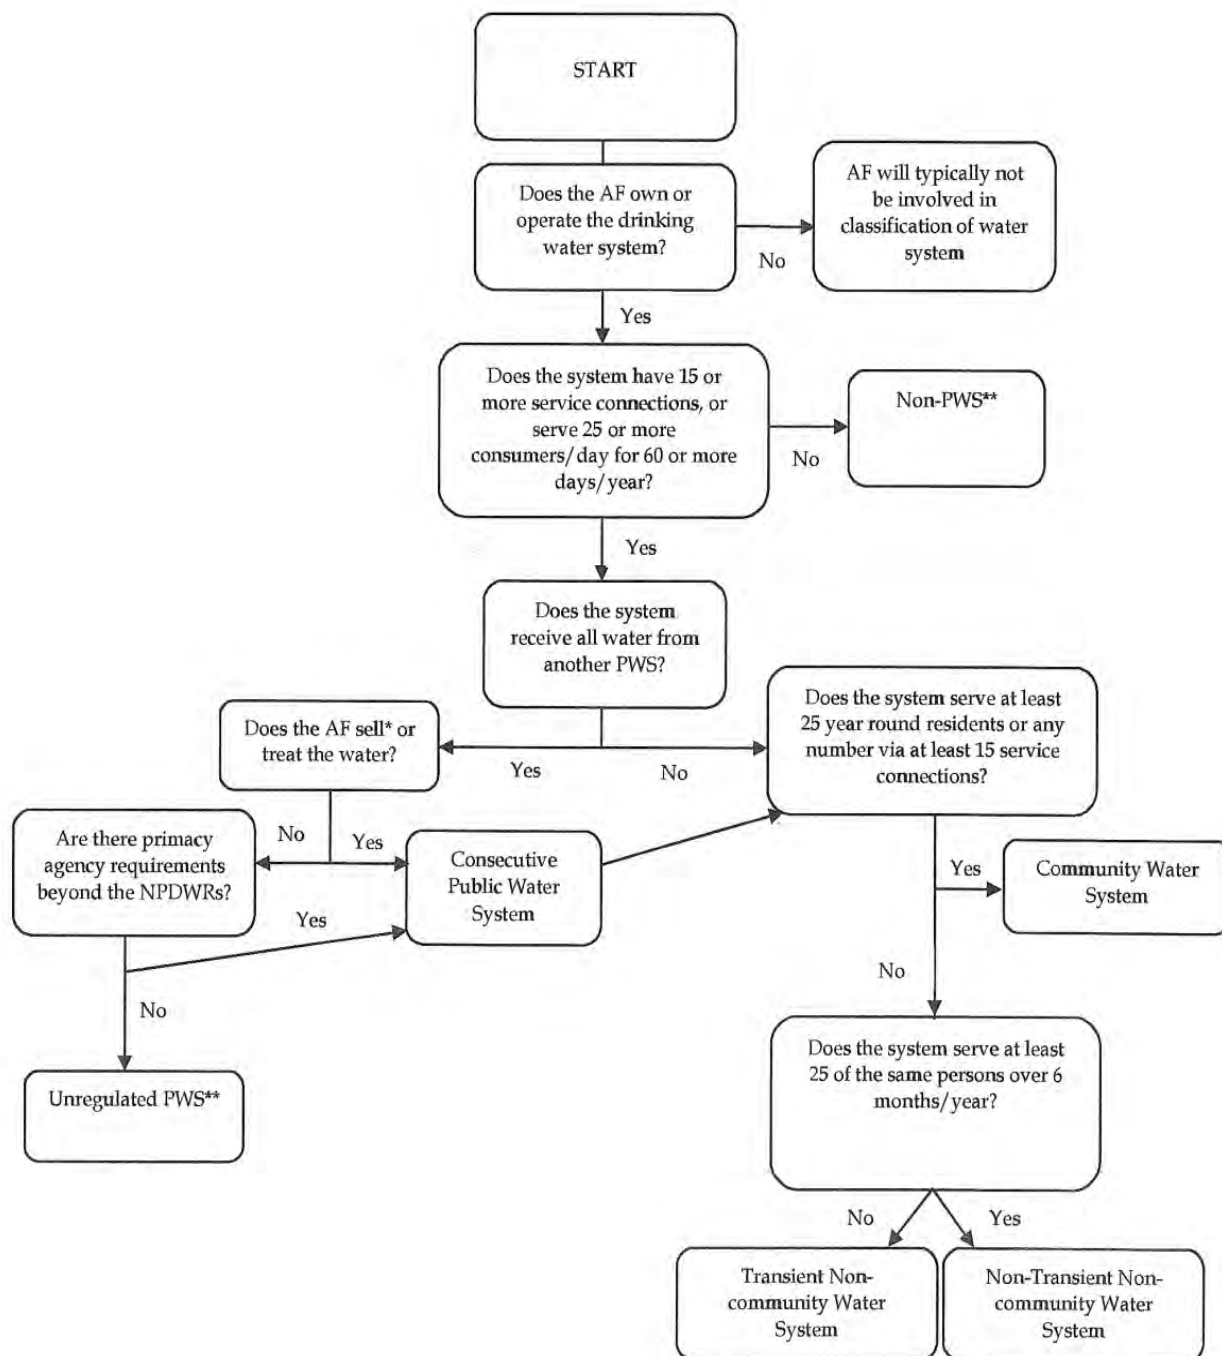 START
Does the AF own or
operate the drinking
water system?
AF will typically not
be involved in
classification of water
system
No
Yes
Does the system have 15 or
more service connections, or
serve 25 or more
consumers/day for 60 or more
days/year?
Non-PWS**
No
Yes
Does the system
receive all water from
another PWS?
Does the AF sell* or
treat the water?
Yes
No
Does the system serve at least
25 year round residents or any
number via at least 15 service
connections?
Are there primacy
agency requirements
beyond the NPDWRs?
No
Yes
Consecutive
Public Water
System
Yes
Community Water
System
Yes
No
No
Unregulated PWS**
Does the system serve at least
25 of the same persons over 6
months/year?
No
Yes
Transient Non-
community Water
System
Non-Transient Non-
community Water
System